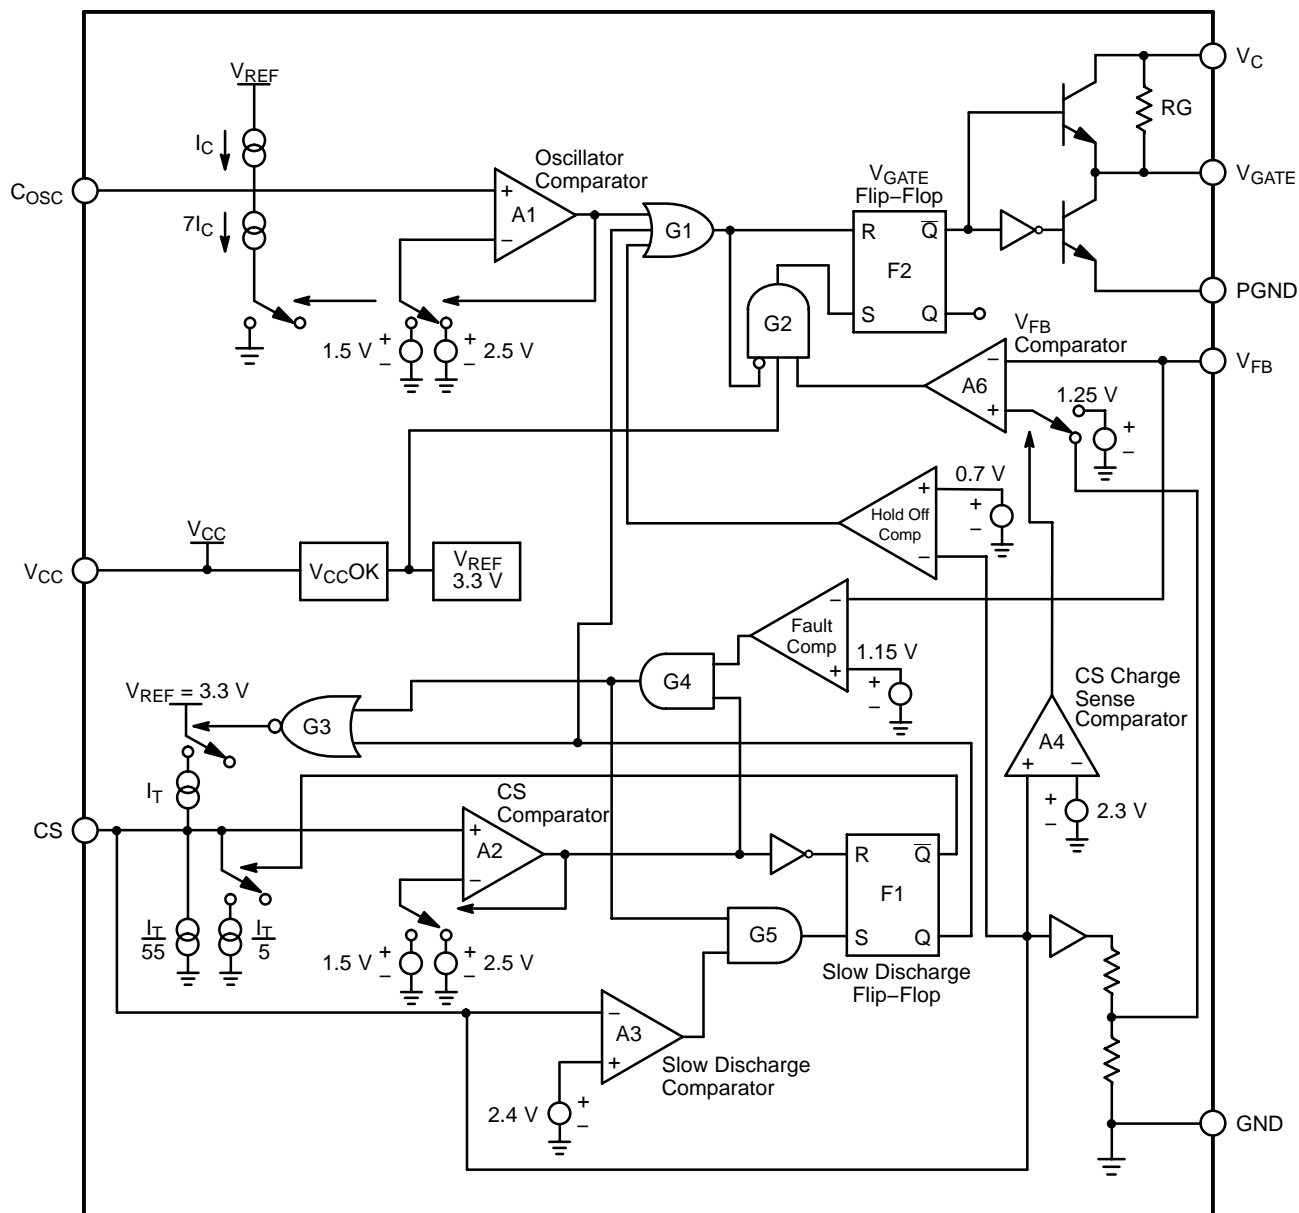 V_C
V_REF
RG
I_C
Oscillator
Comparator
V_GATE
Flip−Flop
C_OSC
+
A1
−
V_GATE
7I_C
G1
R
Q̅
F2
S
Q
PGND
G2
1.5 V
+
−
+
−
2.5 V
V_FB
Comparator
−
A6
+
V_FB
1.25 V
+
−
+
Hold Off
Comp
−
0.7 V
+
−
V_CC
V_CC
V_CCOK
V_REF
3.3 V
−
Fault
Comp
+
1.15 V
+
−
G4
V_REF = 3.3 V
G3
CS Charge
Sense
Comparator
A4
+
−
I_T
CS
Comparator
+
−
2.3 V
CS
+
A2
−
R
Q̅
F1
S
Q
I_T
55
I_T
5
1.5 V
+
−
+
−
2.5 V
G5
Slow Discharge
Flip−Flop
−
A3
+
Slow Discharge
Comparator
2.4 V
+
−
GND